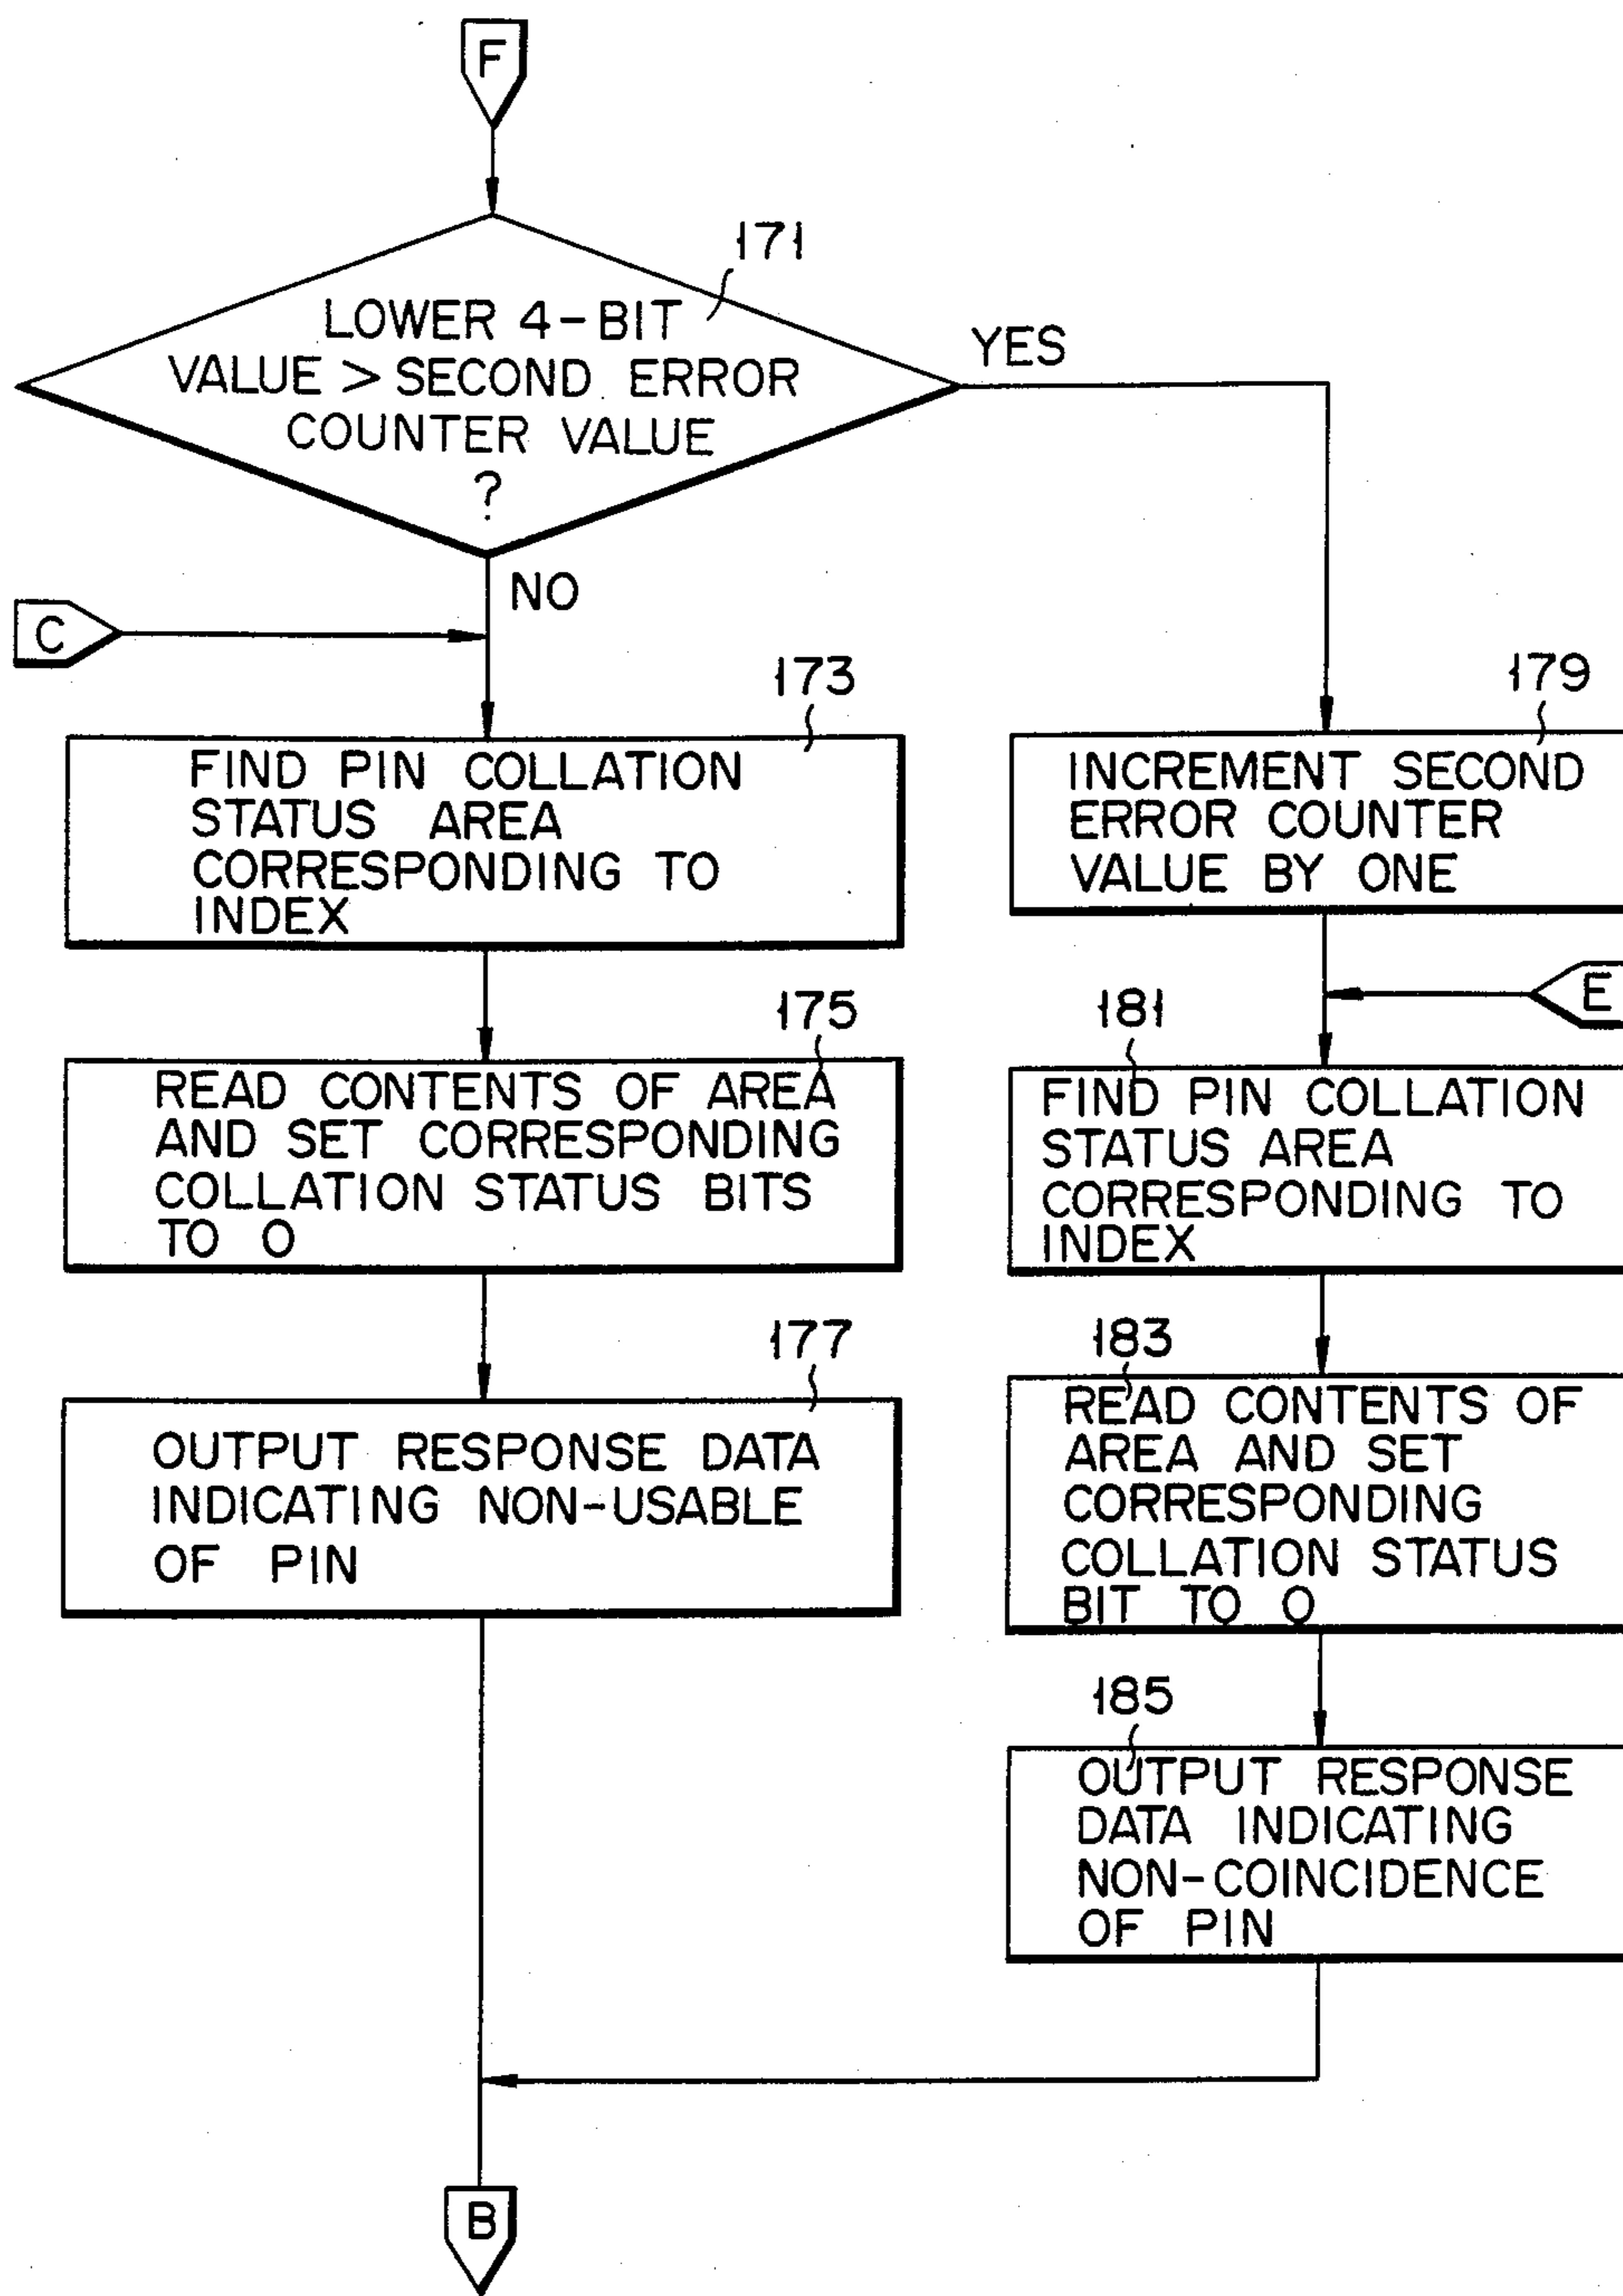 F
171
LOWER 4-BIT
VALUE > SECOND ERROR
COUNTER VALUE
?
YES
NO
C
173
FIND PIN COLLATION
STATUS AREA
CORRESPONDING TO
INDEX
175
READ CONTENTS OF AREA
AND SET CORRESPONDING
COLLATION STATUS BITS
TO 0
177
OUTPUT RESPONSE DATA
INDICATING NON-USABLE
OF PIN
179
INCREMENT SECOND
ERROR COUNTER
VALUE BY ONE
E
181
FIND PIN COLLATION
STATUS AREA
CORRESPONDING TO
INDEX
183
READ CONTENTS OF
AREA AND SET
CORRESPONDING
COLLATION STATUS
BIT TO 0
185
OUTPUT RESPONSE
DATA INDICATING
NON-COINCIDENCE
OF PIN
B